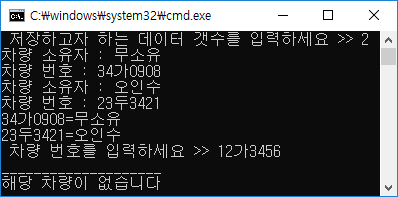 C:\windows\system32\cmd.exe
저장하고자 하는 데이터 갯수를 입력하세요 >> 2
차량 소유자 : 무소유
차량 번호 : 34가0908
차량 소유자 : 오인수
차량 번호 : 23두3421
34가0908=무소유
23두3421=오인수
차량 번호를 입력하세요 >> 12가3456
____________________
해당 차량이 없습니다